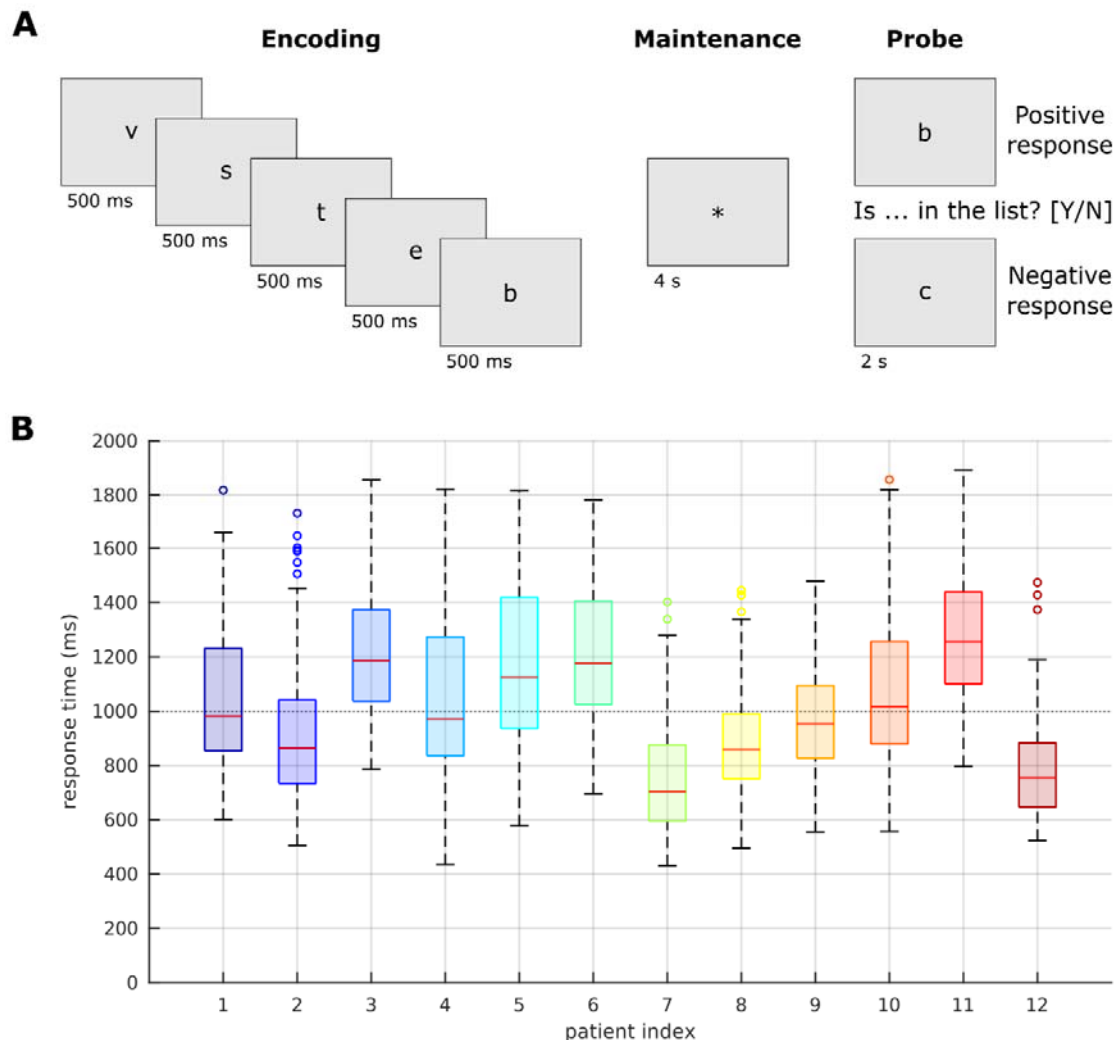 A
Encoding
Maintenance
Probe
v
500 ms
s
500 ms
t
500 ms
e
500 ms
b
500 ms
*
4 s
b
Positive
response
Is ... in the list? [Y/N]
c
Negative
response
2 s
B
response time (ms)
2000
1800
1600
1400
1200
1000
800
600
400
200
0
1 2 3 4 5 6 7 8 9 10 11 12
patient index